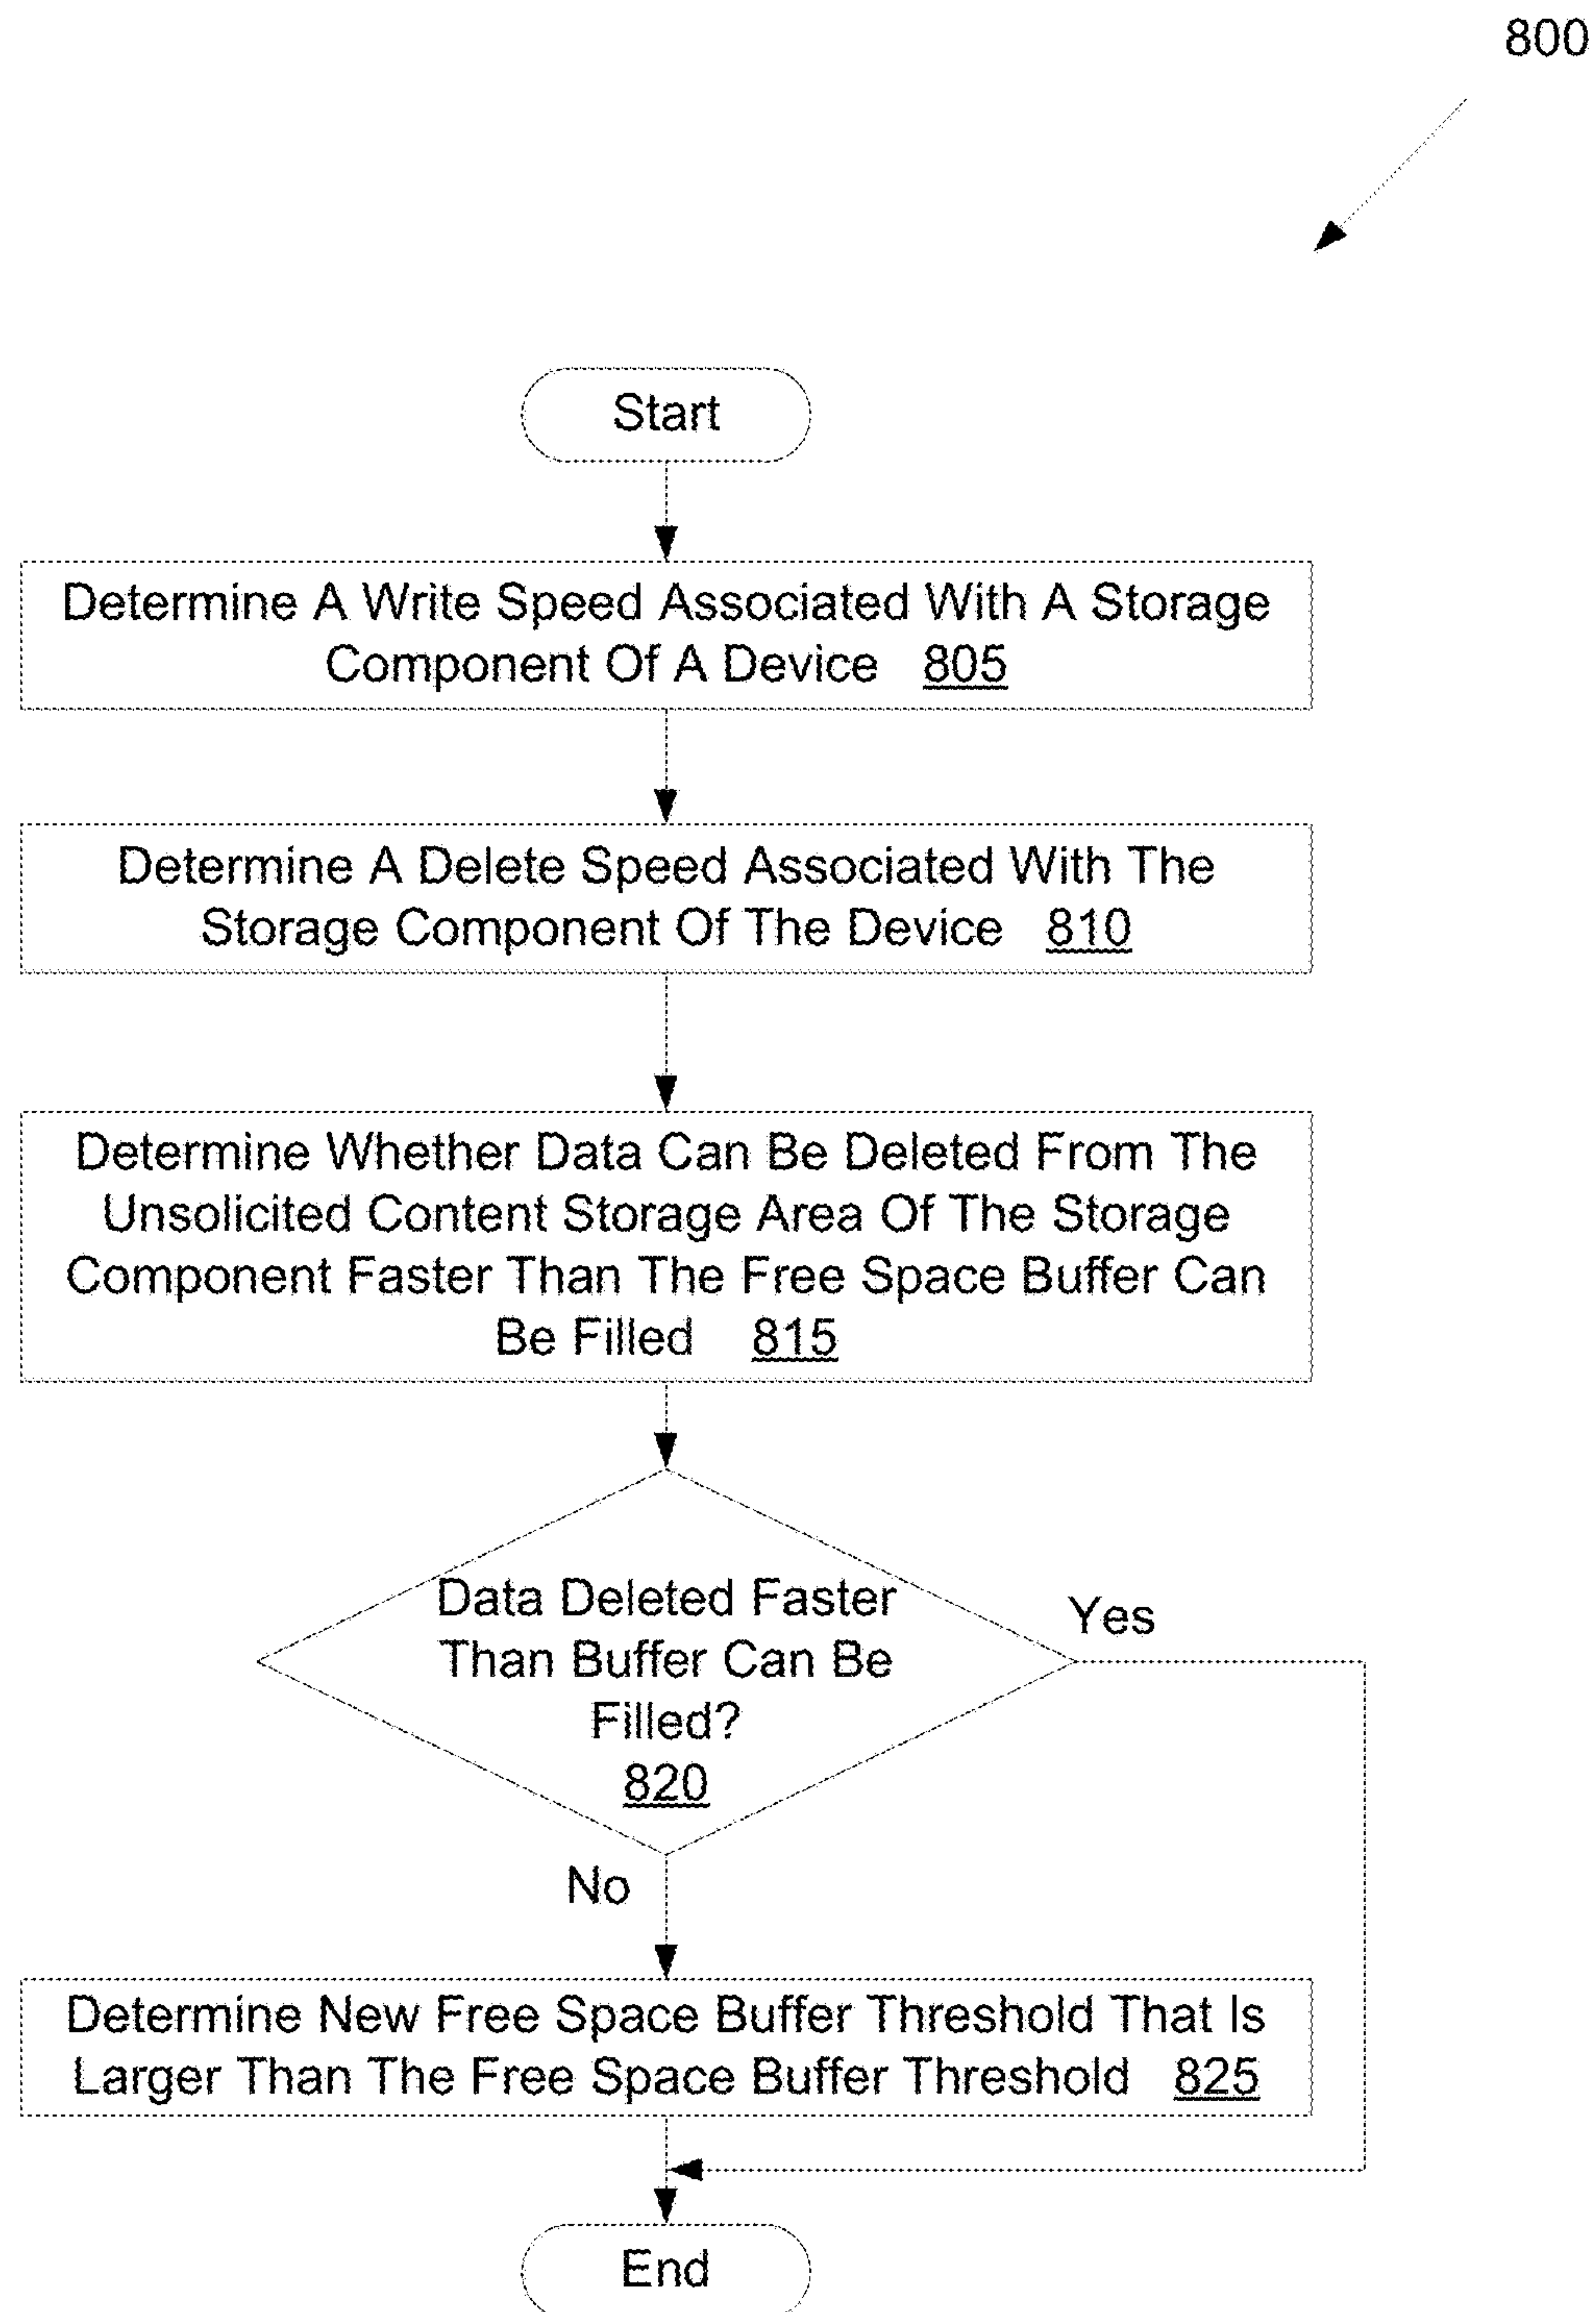 800
Start
Determine A Write Speed Associated With A Storage
Component Of A Device 805
Determine A Delete Speed Associated With The
Storage Component Of The Device 810
Determine Whether Data Can Be Deleted From The
Unsolicited Content Storage Area Of The Storage
Component Faster Than The Free Space Buffer Can
Be Filled 815
Data Deleted Faster
Than Buffer Can Be
Filled?
820
Yes
No
Determine New Free Space Buffer Threshold That Is
Larger Than The Free Space Buffer Threshold 825
End